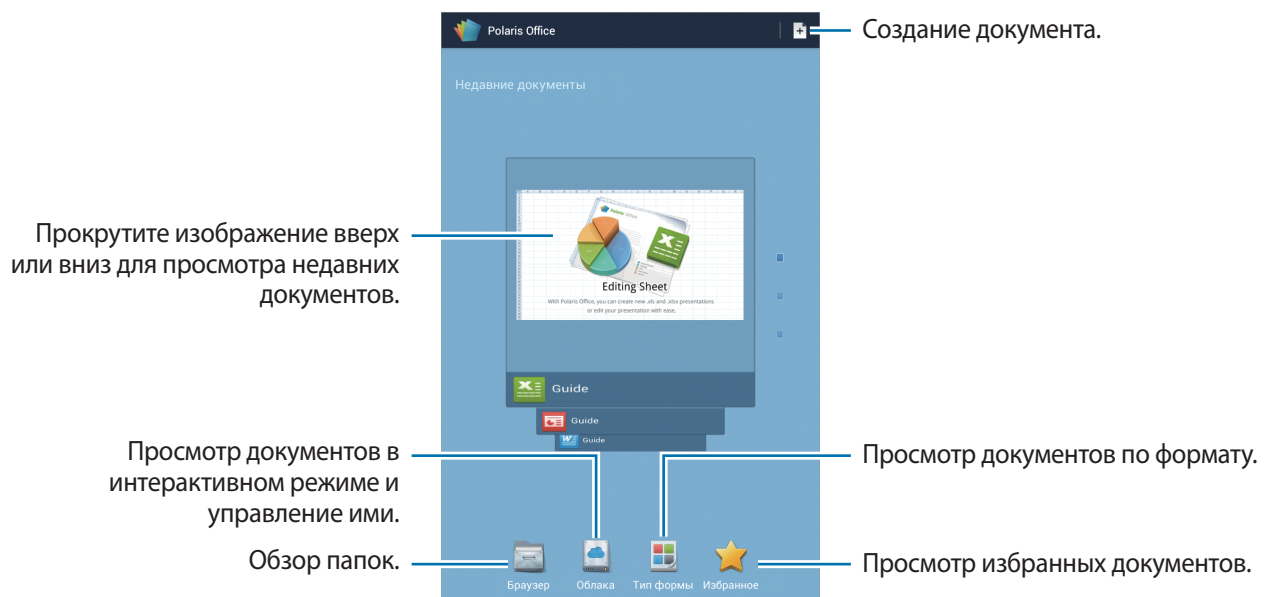 Polaris Office
Создание документа.
Недавние документы
Polaris Office
Прокрутите изображение вверх
или вниз для просмотра недавних
документов.
Editing Sheet
With Polaris Office, you can create new .xls and .xlsx presentations
or edit your presentation with ease.
Guide
Guide
Guide
Просмотр документов в
интерактивном режиме и
управление ими.
Просмотр документов по формату.
Обзор папок.
Просмотр избранных документов.
Браузер Облака Тип формы Избранное